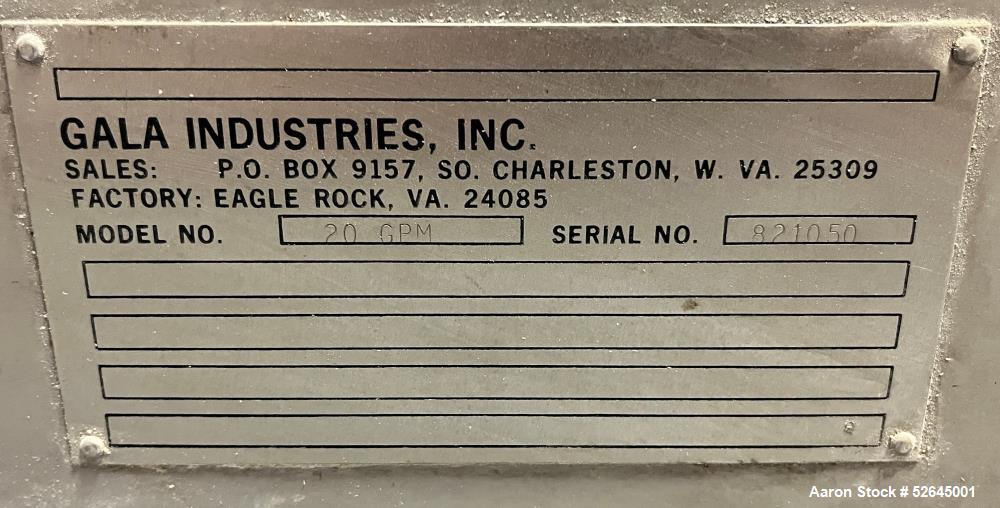 GALA INDUSTRIES, INC.
SALES: P.O. BOX 9157, SO. CHARLESTON, W. VA. 25309
FACTORY: EAGLE ROCK, VA. 24085
MODEL NO. 20 GPM SERIAL NO. 821050
Aaron Stock # 52645001